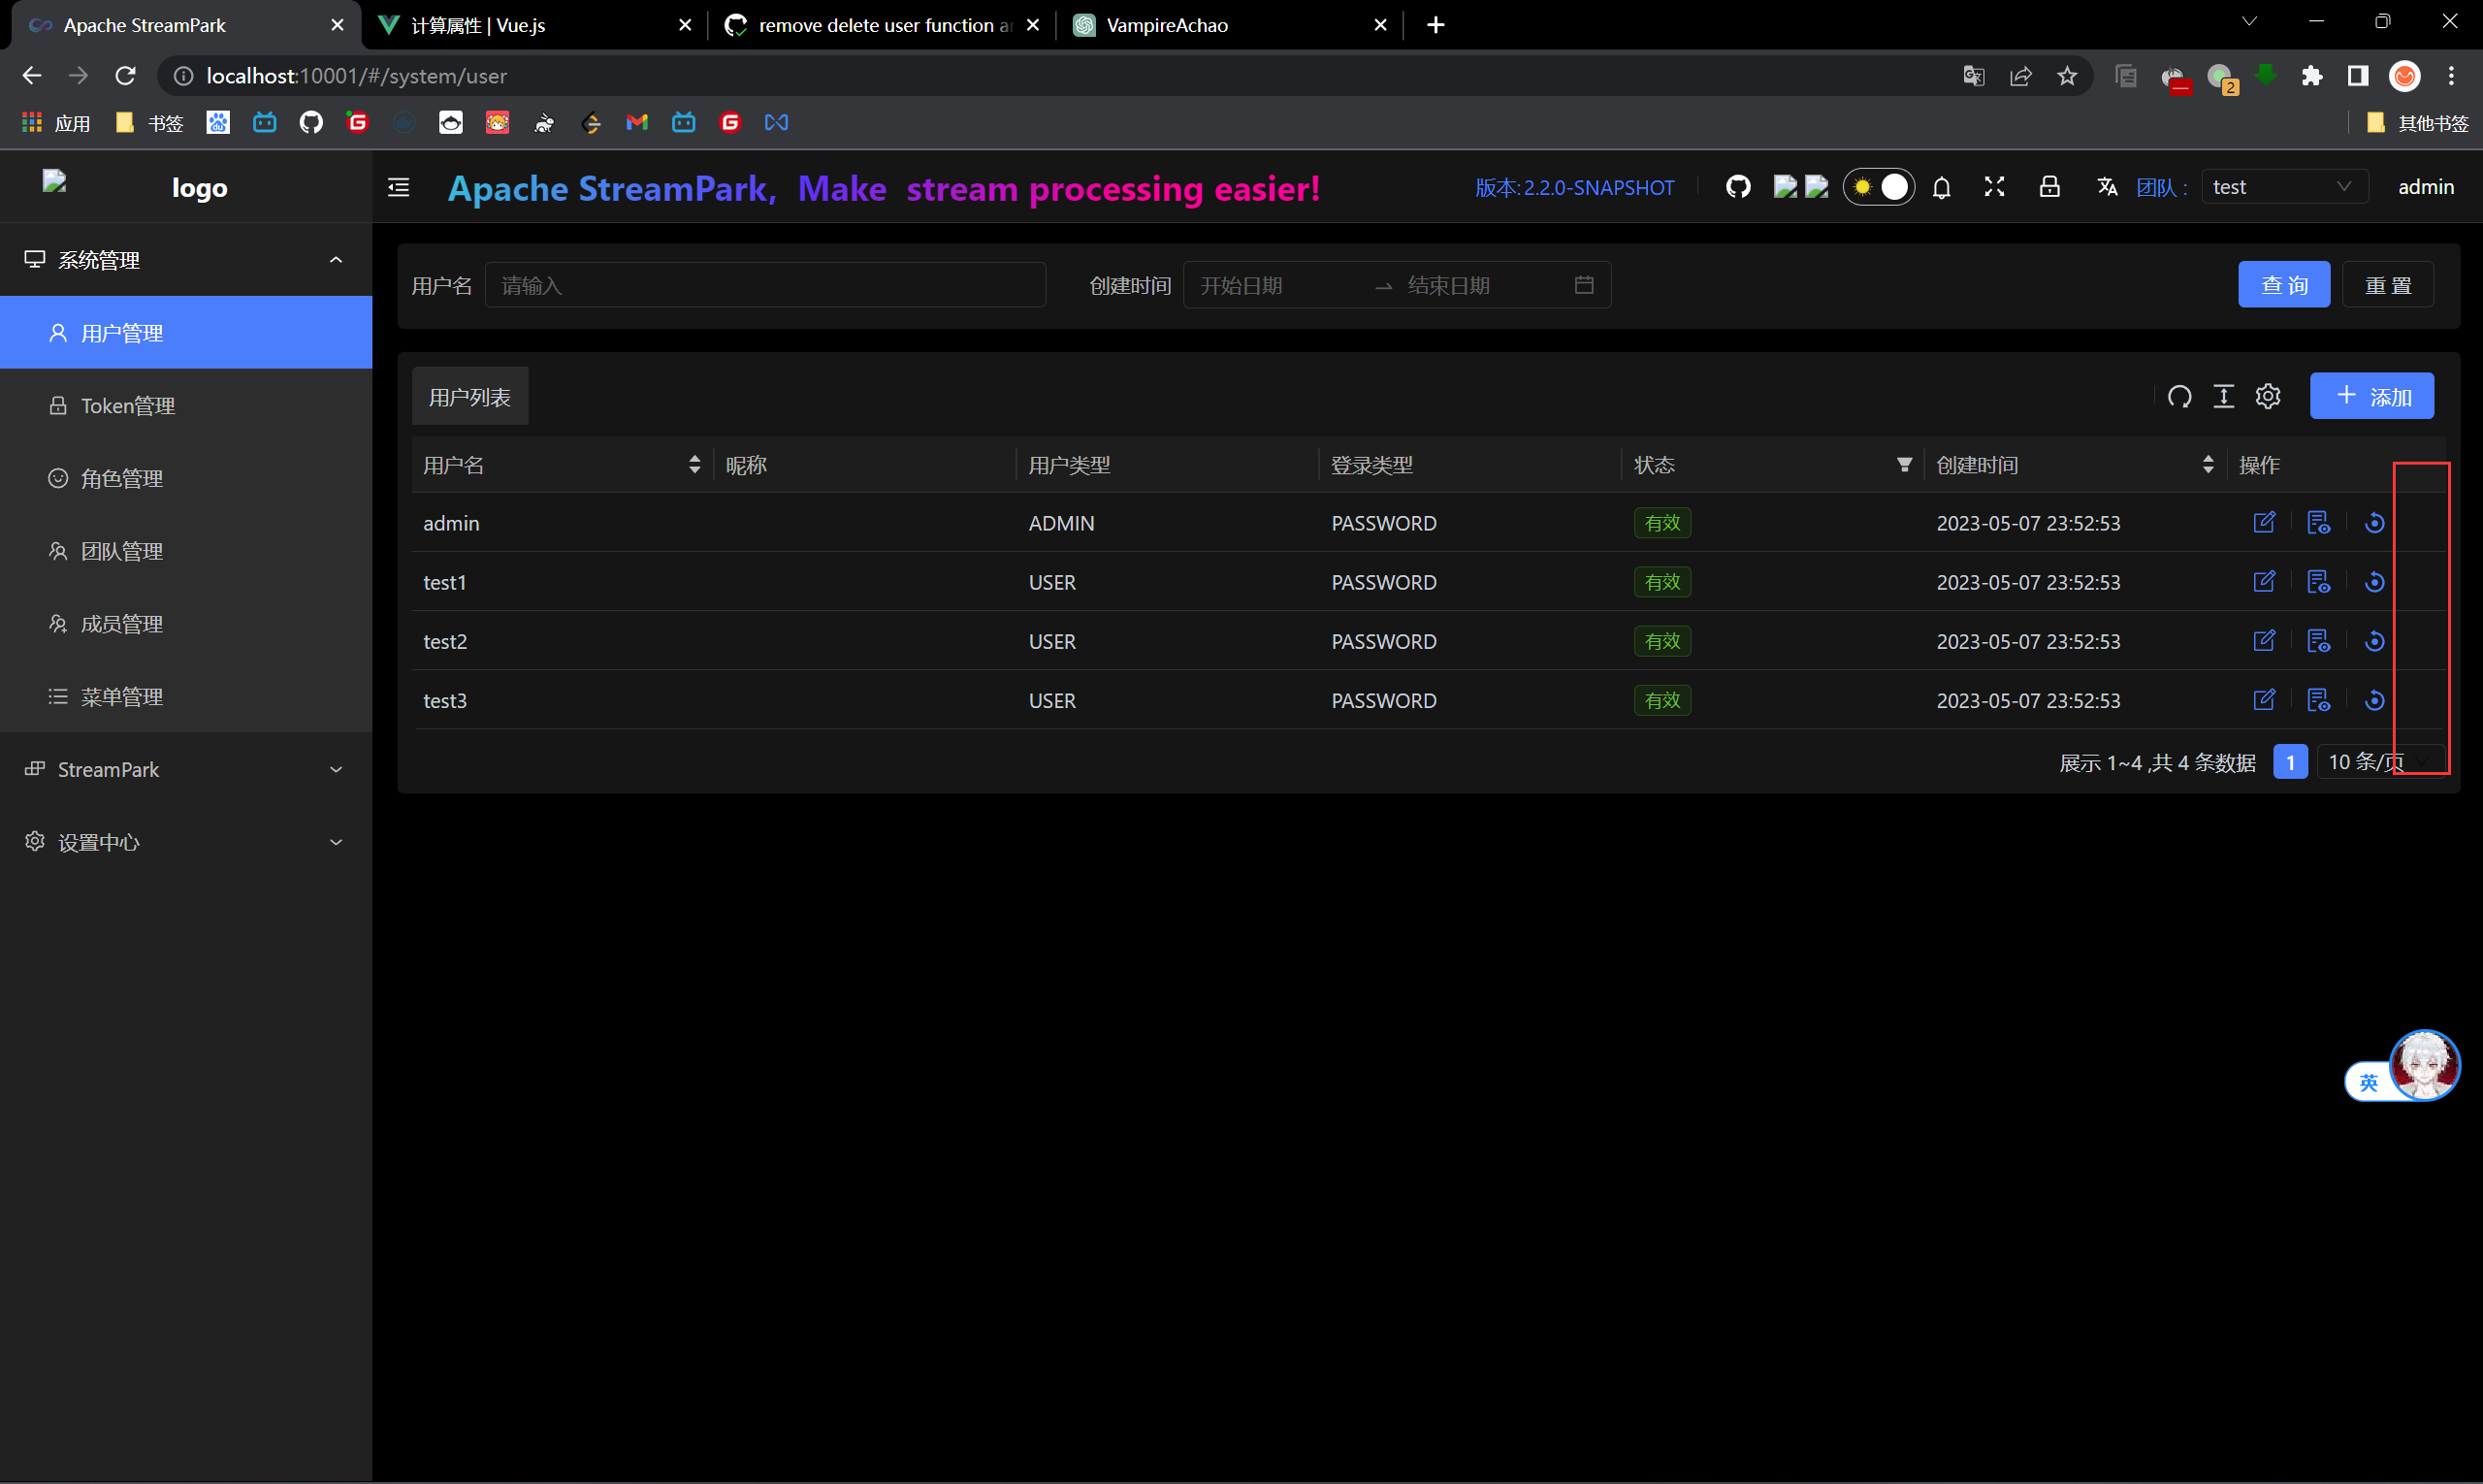 Apache StreamPark
计算属性 | Vue.js
remove delete user function a
VampireAchao
localhost:10001/#/system/user
2
应用
书签
du
其他书签
logo
Apache StreamPark，Make stream processing easier!
版本:2.2.0-SNAPSHOT
团队 :
test
admin
系统管理
用户管理
Token管理
角色管理
团队管理
成员管理
菜单管理
StreamPark
设置中心
用户名
请输入
创建时间
开始日期
结束日期
查 询
重 置
用户列表
添加
用户名 昵称 用户类型 登录类型 状态 创建时间 操作
admin ADMIN PASSWORD 有效 2023-05-07 23:52:53
test1 USER PASSWORD 有效 2023-05-07 23:52:53
test2 USER PASSWORD 有效 2023-05-07 23:52:53
test3 USER PASSWORD 有效 2023-05-07 23:52:53
展示 1~4 ,共 4 条数据 1 10 条/页
英